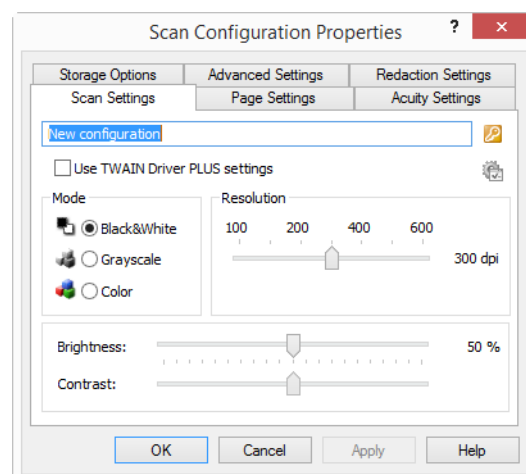 Scan Configuration Properties ? ×
Storage Options Advanced Settings Redaction Settings
Scan Settings Page Settings Acuity Settings
New configuration
Use TWAIN Driver PLUS settings
Mode Resolution
Black&White 100 200 400 600
Grayscale 300 dpi
Color
Brightness: 50 %
Contrast:
OK Cancel Apply Help